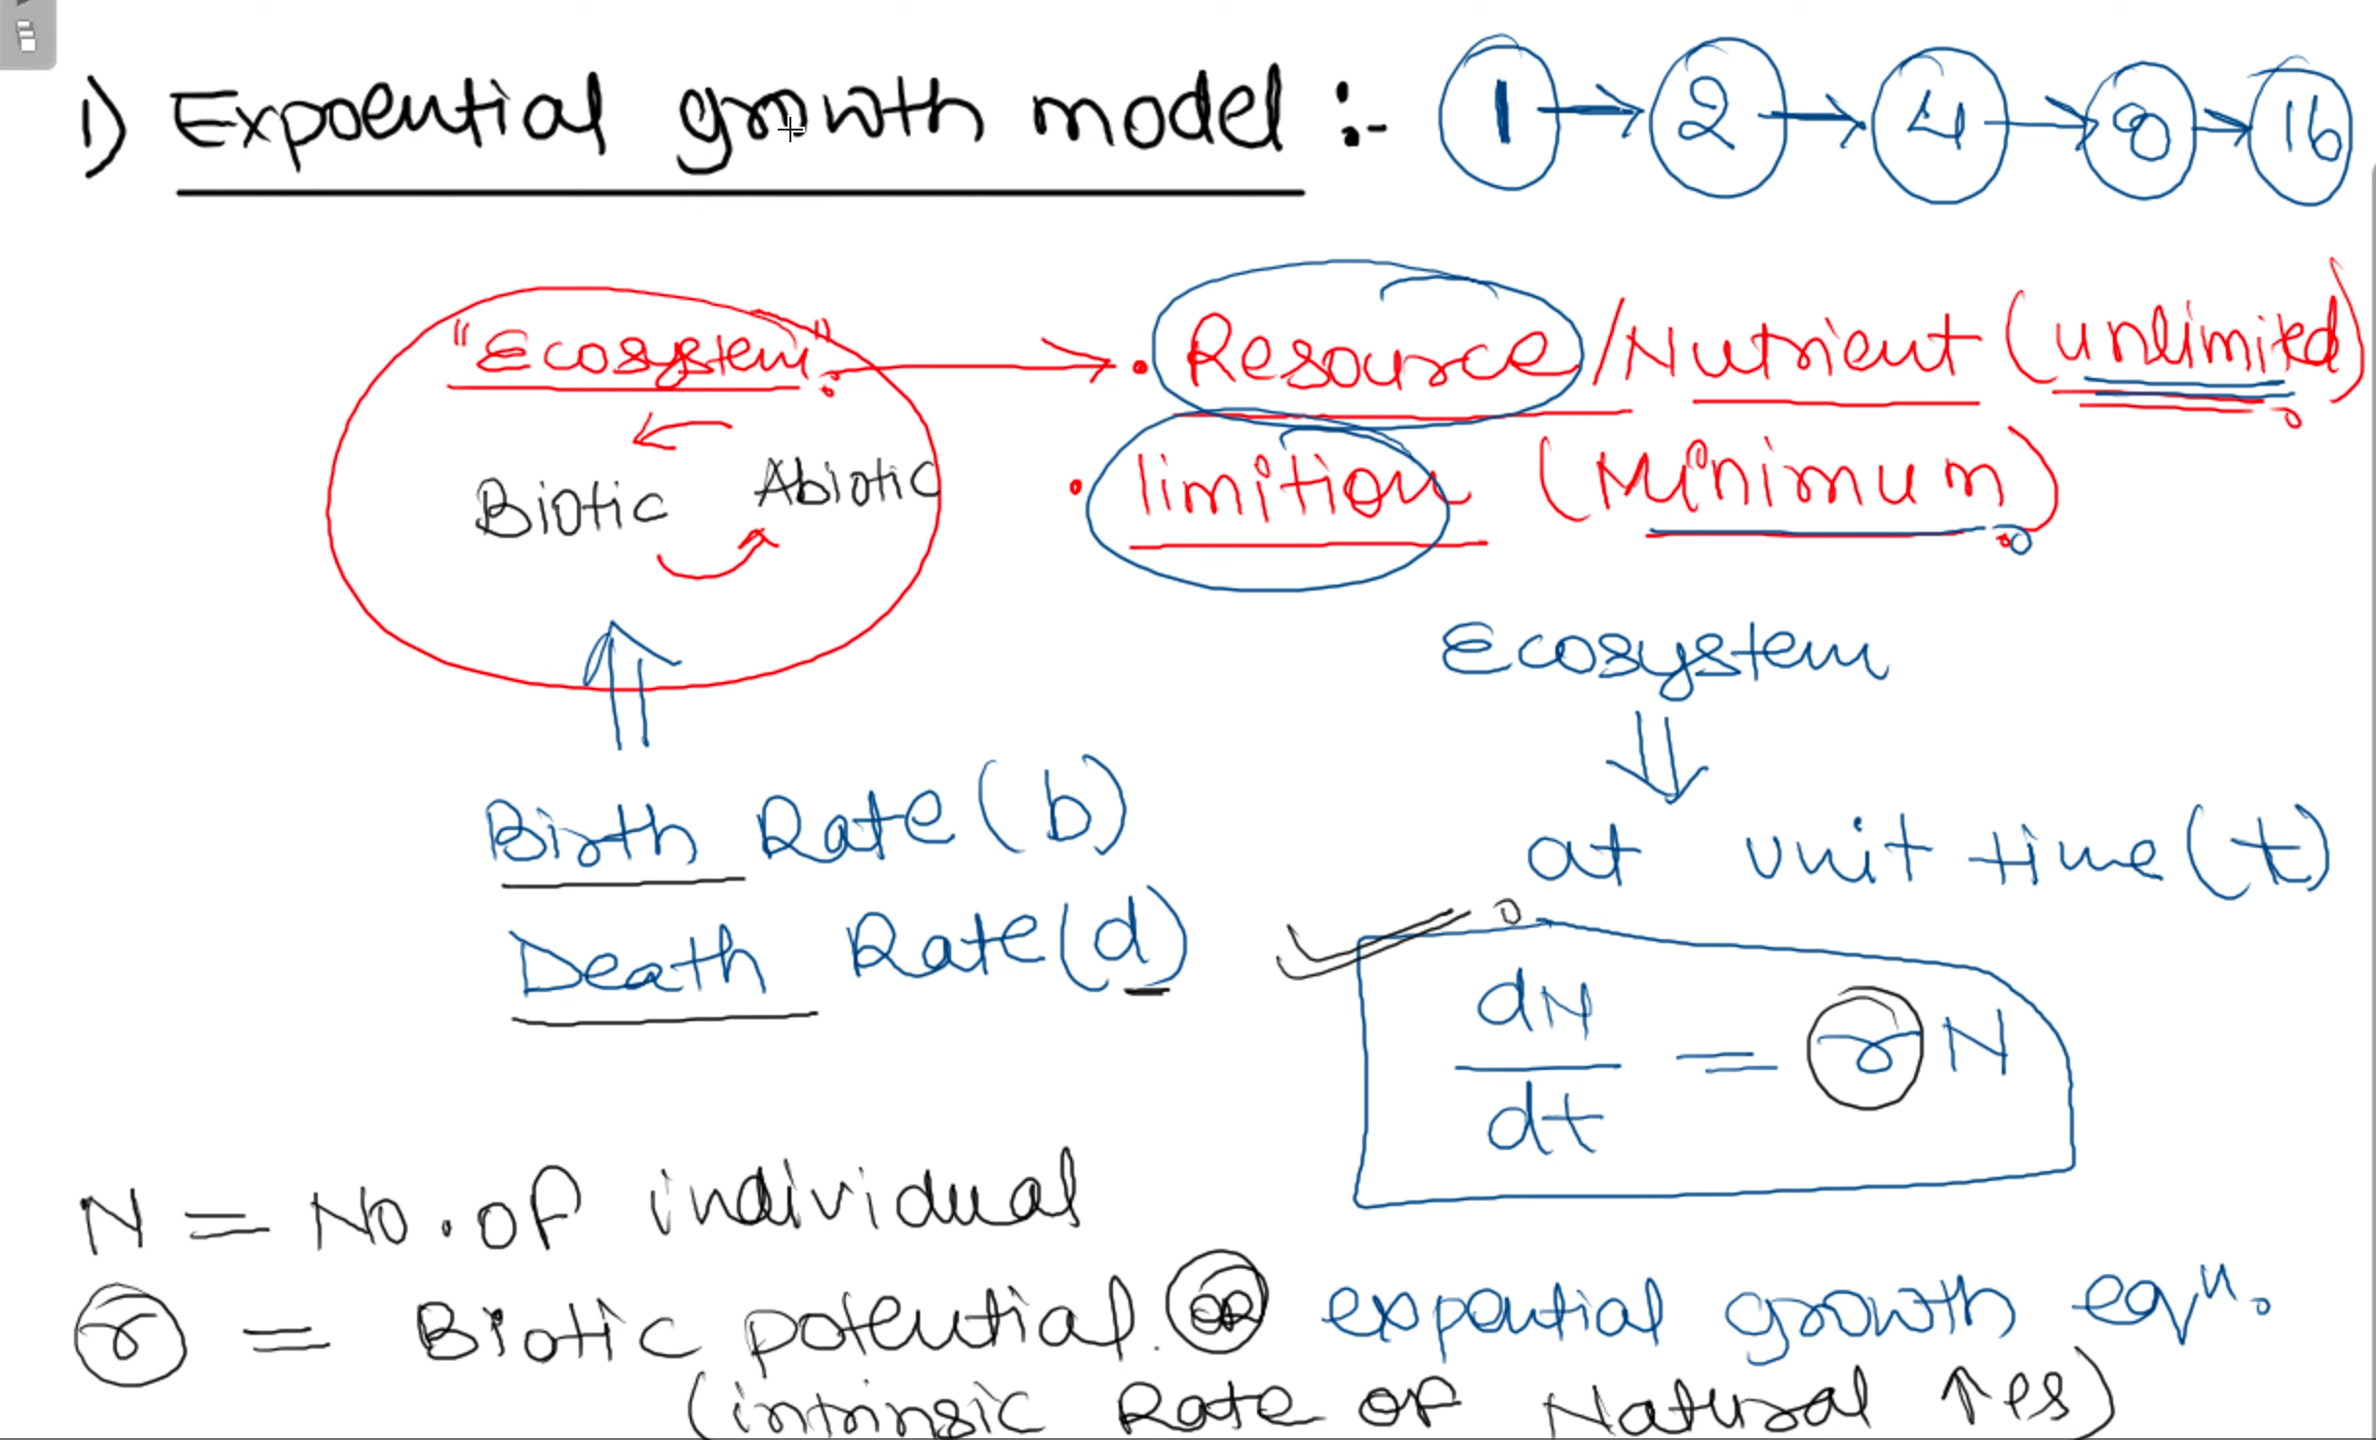 1) Expoential growth model :- 1 → 2 → 4 → 8 → 16
"Ecosystem" → • Resource/Nutrient (unlimited)
Biotic Abiotic
• limition (Minimum)
Ecosystem
Birth Rate (b)
at unit time (t)
Death Rate (d)
dN/dt = rN
N = No. of individual
r = Biotic potential. OR expontial growth eqn.
(intrinsic Rate of Natural ↑es)